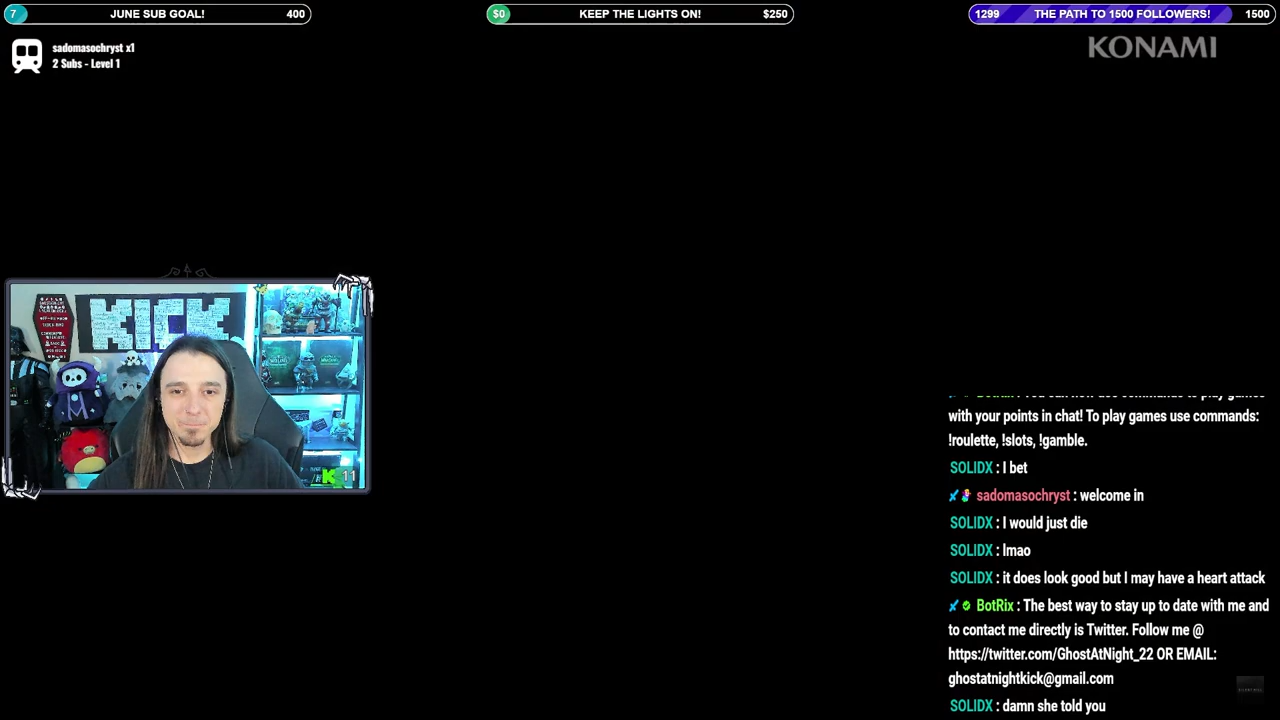 7 JUNE SUB GOAL! 400
$0 KEEP THE LIGHTS ON! $250
1299 THE PATH TO 1500 FOLLOWERS! 1500
sadomasochryst x1
2 Subs - Level 1
KONAMI
KICK
K 11
with your points in chat! To play games use commands:
!roulette, !slots, !gamble.
SOLIDX : I bet
sadomasochryst : welcome in
SOLIDX : I would just die
SOLIDX : lmao
SOLIDX : it does look good but I may have a heart attack
BotRix : The best way to stay up to date with me and
to contact me directly is Twitter. Follow me @
https://twitter.com/GhostAtNight_22 OR EMAIL:
ghostatnightkick@gmail.com
SOLIDX : damn she told you